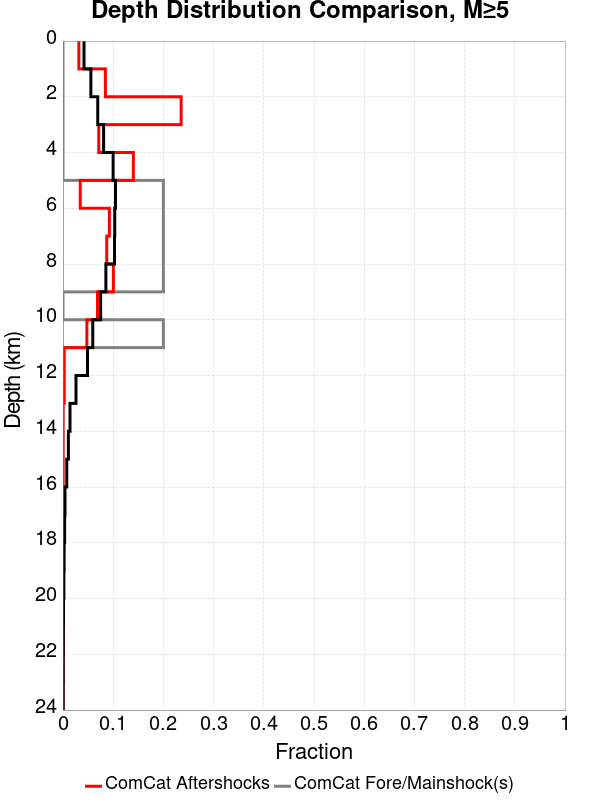 Depth Distribution Comparison, M≥5
0
2
4
6
8
10
12
14
16
18
20
22
24
Depth (km)
0 0.1 0.2 0.3 0.4 0.5 0.6 0.7 0.8 0.9 1
Fraction
ComCat Aftershocks ComCat Fore/Mainshock(s)